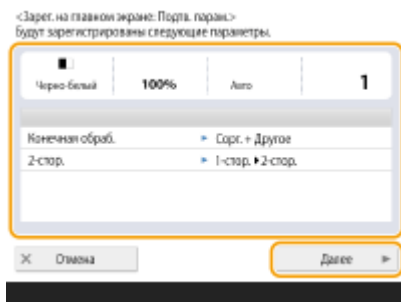 <Зарег. на главном экране: Подтв. парам.>
Будут зарегистрированы следующие параметры.
Черно-белый 100% Авто 1
Конечная обраб. ▶ Сорт. + Другое
2-стор. ▶ 1-стор. ▶ 2-стор.
× Отмена Далее ▶